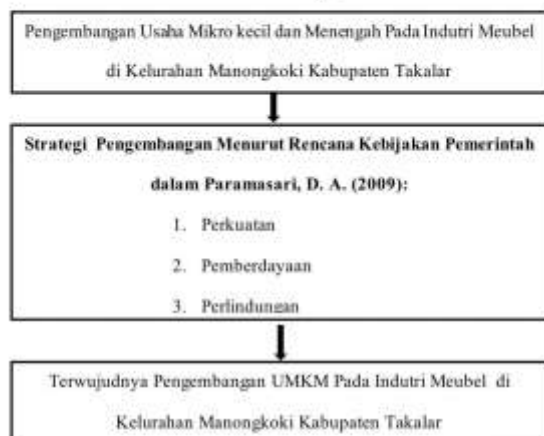 Pengembangan Usaha Mikro kecil dan Menengah Pada Indutri Meubel
di Kelurahan Manongkoki Kabupaten Takalar
Strategi Pengembangan Menurut Rencana Kebijakan Pemerintah
dalam Paramasari, D. A. (2009):
1. Perkuatan
2. Pemberdayaan
3. Perlindungan
Terwujudnya Pengembangan UMKM Pada Indutri Meubel di
Kelurahan Manongkoki Kabupaten Takalar